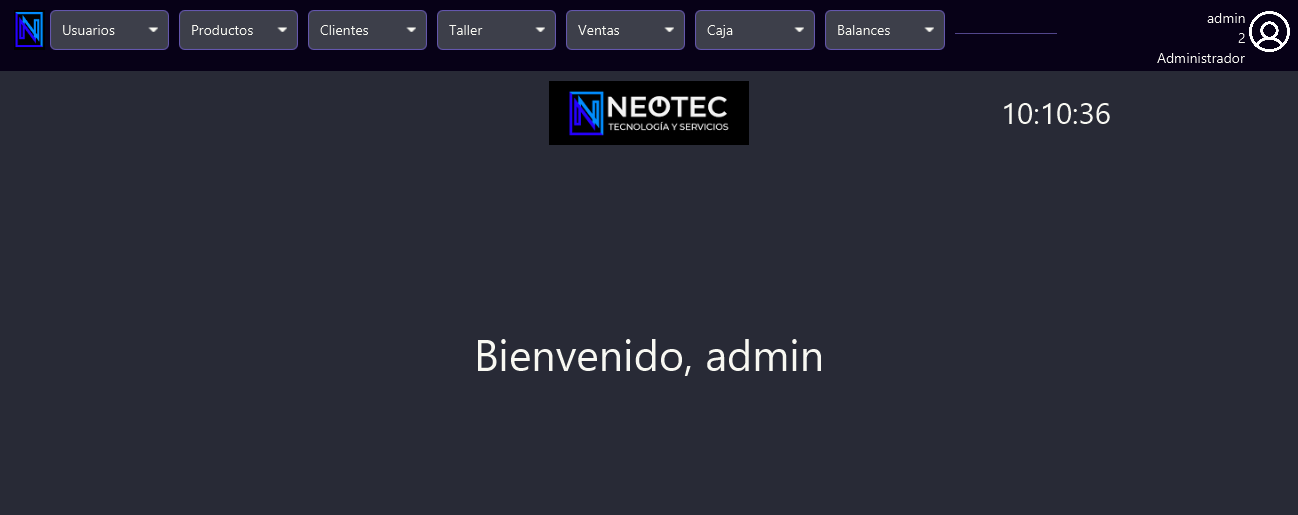 Usuarios
Productos
Clientes
Taller
Ventas
Caja
Balances
admin
2
Administrador
NEOTEC
TECNOLOGÍA Y SERVICIOS
10:10:36
Bienvenido, admin